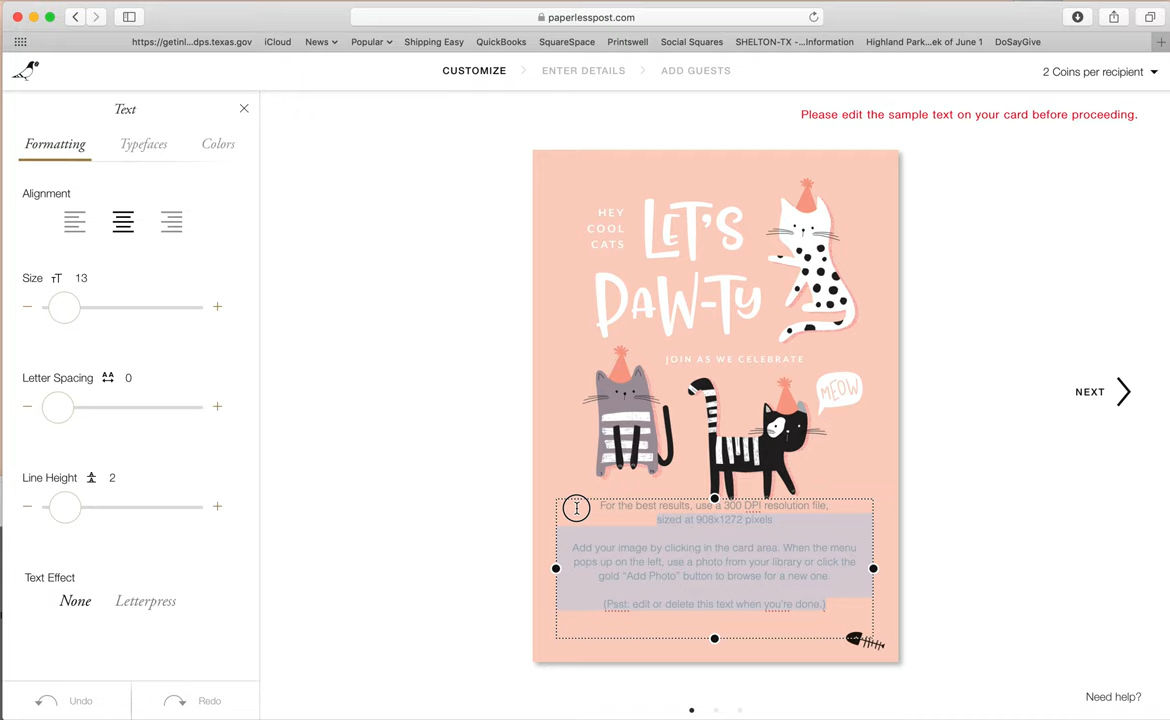 paperlesspost.com
https://getinl...dps.texas.gov iCloud News Popular Shipping Easy QuickBooks SquareSpace Printswell Social Squares SHELTON-TX -...Information Highland Park...ek of June 1 DoSayGive
CUSTOMIZE ENTER DETAILS ADD GUESTS
2 Coins per recipient
Text
Formatting Typefaces Colors
Alignment
Size TT 13
Letter Spacing AA 0
Line Height 2
Text Effect
None Letterpress
Undo Redo
Please edit the sample text on your card before proceeding.
HEY
COOL
CATS
LET'S
PAW-TY
JOIN AS WE CELEBRATE
MEOW
For the best results, use a 300 DPI resolution file,
sized at 908x1272 pixels
Add your image by clicking in the card area. When the menu
pops up on the left, use a photo from your library or click the
gold “Add Photo” button to browse for a new one.
(Psst, edit or delete this text when you're done.)
NEXT
Need help?